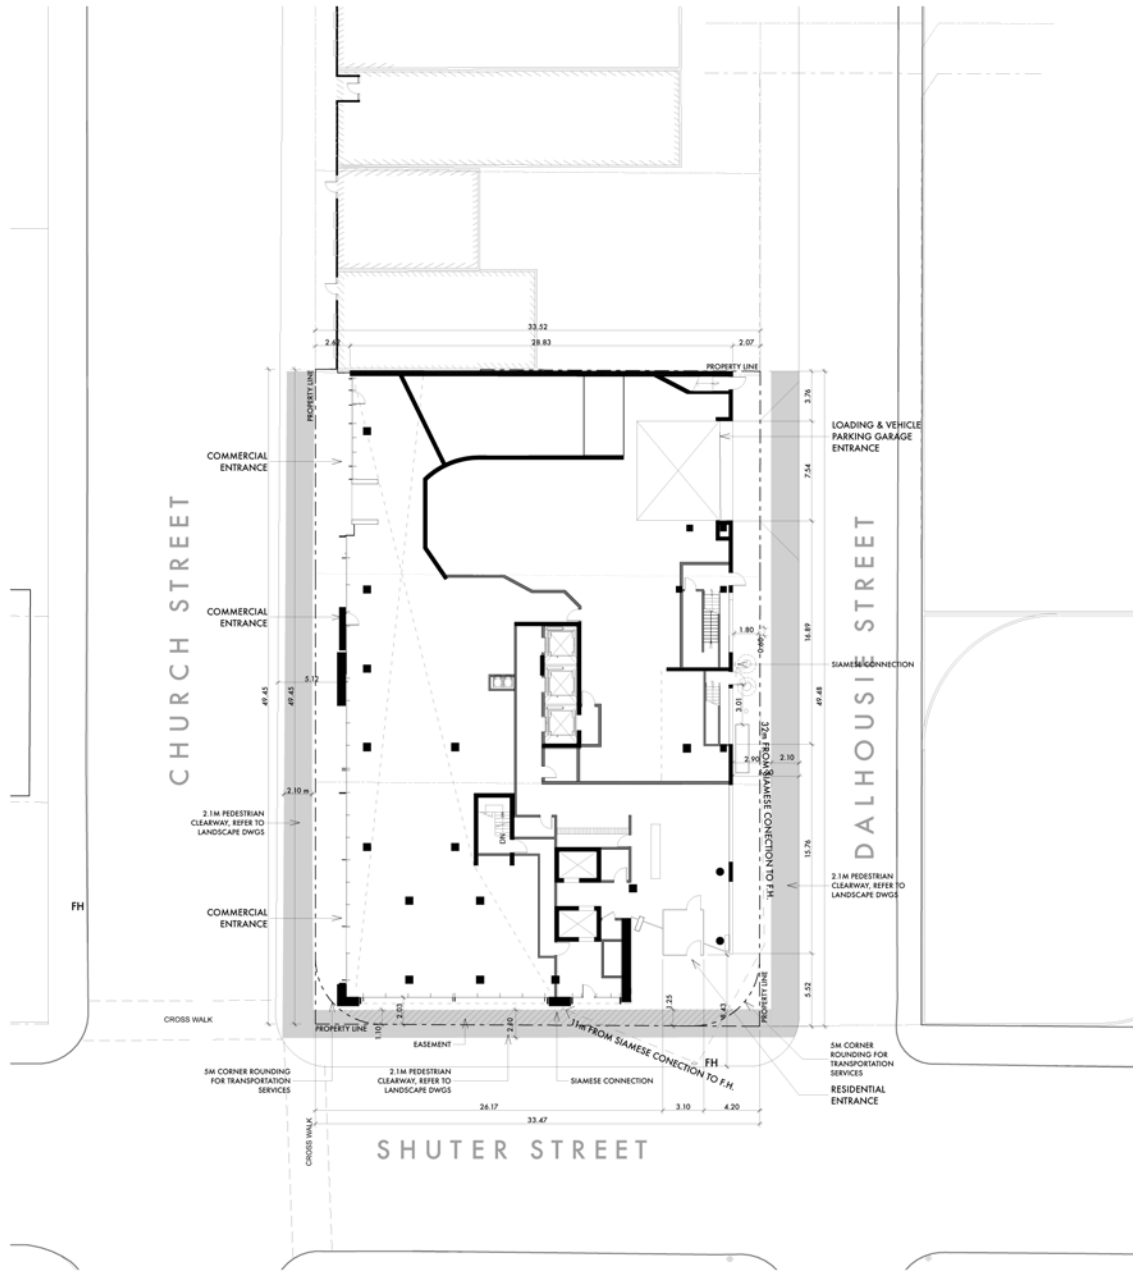 33.52
2.62
28.83
2.07
PROPERTY LINE
PROPERTY LINE
3.76
LOADING & VEHICLE
PARKING GARAGE
ENTRANCE
COMMERCIAL
ENTRANCE
7.54
CHURCH STREET
DALHOUSIE STREET
COMMERCIAL
ENTRANCE
1.80
16.89
SIAMESE CONNECTION
5.12
49.45
49.45
49.48
3.01
32m FROM SIAMESE CONECTION TO F.H.
2.90
2.10
2.10 m
2.1M PEDESTRIAN
CLEARWAY, REFER TO
LANDSCAPE DWGS
DN
15.76
2.1M PEDESTRIAN
CLEARWAY, REFER TO
LANDSCAPE DWGS
FH
COMMERCIAL
ENTRANCE
5.52
PROPERTY LINE
1.25
CROSS WALK
PROPERTY LINE
1.10
2.03
EASEMENT
11m FROM SIAMESE CONECTION TO F.H.
FH
5M CORNER
ROUNDING FOR
TRANSPORTATION
SERVICES
5M CORNER ROUNDING
FOR TRANSPORTATION
SERVICES
2.1M PEDESTRIAN
CLEARWAY, REFER TO
LANDSCAPE DWGS
SIAMESE CONNECTION
RESIDENTIAL
ENTRANCE
26.17
3.10
4.20
33.47
CROSS WALK
SHUTER STREET